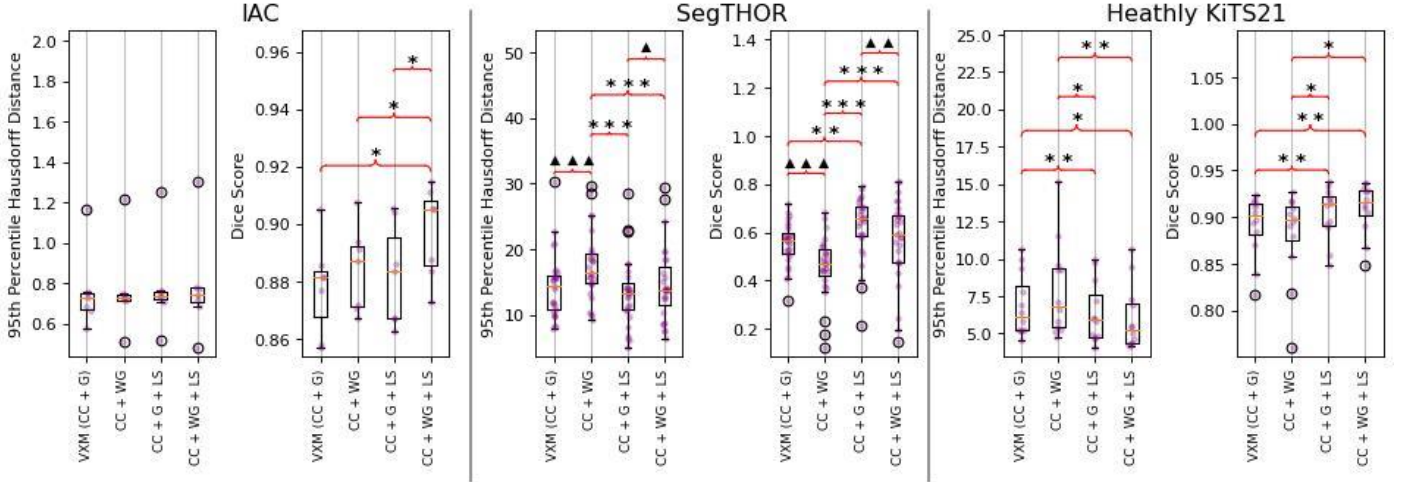 IAC
SegTHOR
Heathly KiTS21
95th Percentile Hausdorff Distance
2.0
1.8
1.6
1.4
1.2
1.0
0.8
0.6
VXM (CC + G)
CC + WG
CC + G + LS
CC + WG + LS
Dice Score
0.96
0.94
0.92
0.90
0.88
0.86
* 
*
*
VXM (CC + G)
CC + WG
CC + G + LS
CC + WG + LS
95th Percentile Hausdorff Distance
50
40
30
20
10
▲
***
***
▲ ▲ ▲
VXM (CC + G)
CC + WG
CC + G + LS
CC + WG + LS
Dice Score
1.4
1.2
1.0
0.8
0.6
0.4
0.2
▲ ▲
***
***
**
▲ ▲ ▲
VXM (CC + G)
CC + WG
CC + G + LS
CC + WG + LS
95th Percentile Hausdorff Distance
25.0
22.5
20.0
17.5
15.0
12.5
10.0
7.5
5.0
**
*
*
**
VXM (CC + G)
CC + WG
CC + G + LS
CC + WG + LS
Dice Score
1.05
1.00
0.95
0.90
0.85
0.80
*
*
**
**
VXM (CC + G)
CC + WG
CC + G + LS
CC + WG + LS